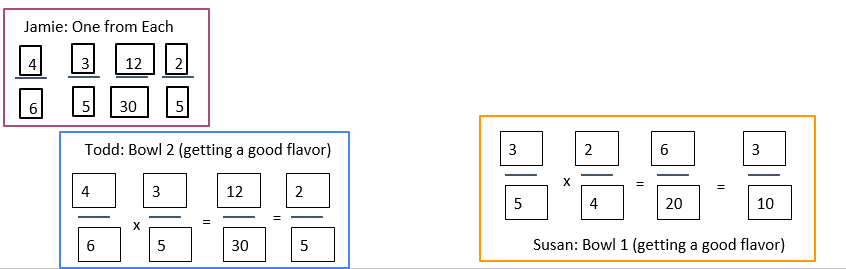 Jamie: One from Each
4 3 12 2
6 5 30 5
Todd: Bowl 2 (getting a good flavor)
4 3 12 2
x = =
6 5 30 5
3 2 6 3
x = =
5 4 20 10
Susan: Bowl 1 (getting a good flavor)